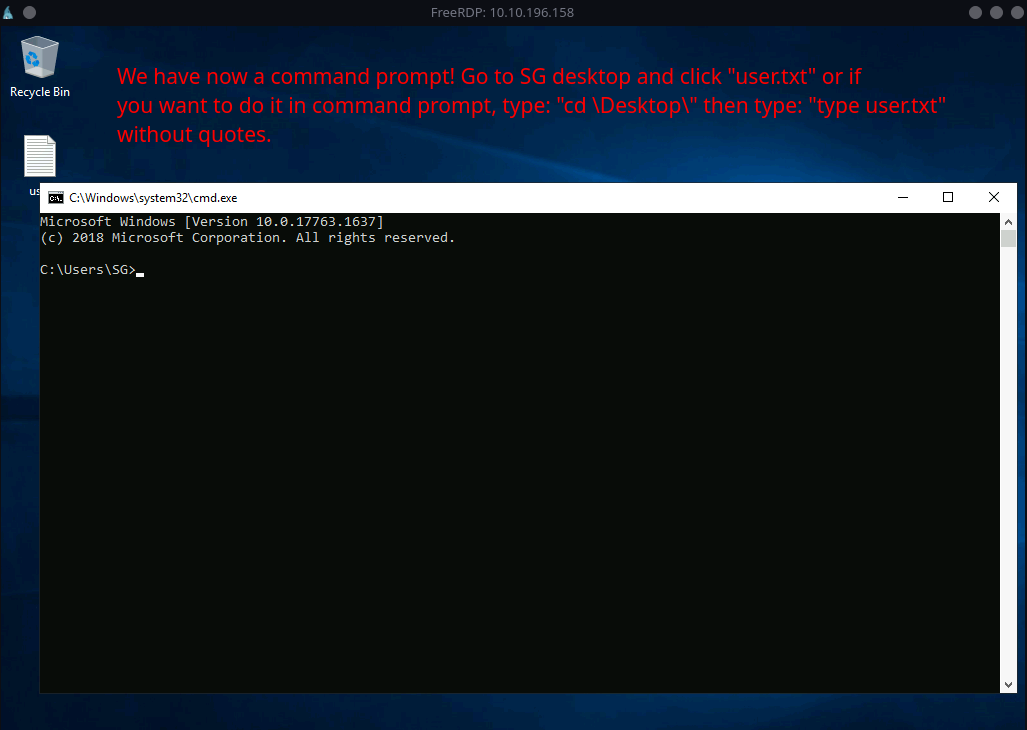 FreeRDP: 10.10.196.158
We have now a command prompt! Go to SG desktop and click "user.txt" or if
you want to do it in command prompt, type: "cd \Desktop\" then type: "type user.txt"
without quotes.
Recycle Bin
C:\Windows\system32\cmd.exe
Microsoft Windows [Version 10.0.17763.1637]
(c) 2018 Microsoft Corporation. All rights reserved.
C:\Users\SG>